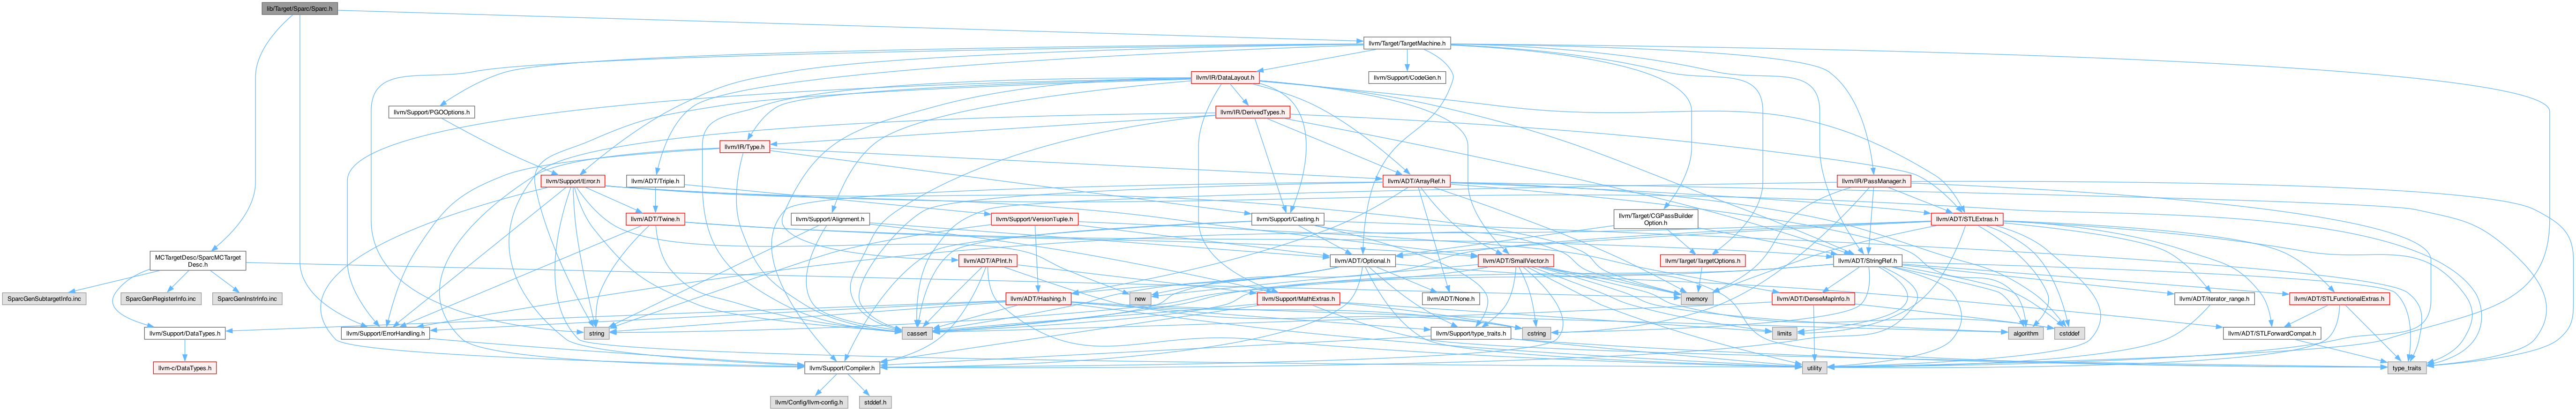 lib/Target/Sparc/Sparc.h
llvm/Target/TargetMachine.h
llvm/IR/DataLayout.h
llvm/Support/CodeGen.h
llvm/Support/PGOOptions.h
llvm/IR/DerivedTypes.h
llvm/IR/Type.h
llvm/Support/Error.h
llvm/ADT/Triple.h
llvm/ADT/ArrayRef.h
llvm/IR/PassManager.h
llvm/ADT/Twine.h
llvm/Support/VersionTuple.h
llvm/Support/Alignment.h
llvm/Support/Casting.h
llvm/Target/CGPassBuilder
Option.h
llvm/ADT/STLExtras.h
MCTargetDesc/SparcMCTarget
Desc.h
llvm/ADT/APInt.h
llvm/ADT/Optional.h
llvm/ADT/SmallVector.h
llvm/Target/TargetOptions.h
llvm/ADT/StringRef.h
SparcGenSubtargetInfo.inc
SparcGenRegisterInfo.inc
SparcGenInstrInfo.inc
llvm/ADT/Hashing.h
new
llvm/Support/MathExtras.h
llvm/ADT/None.h
memory
llvm/ADT/DenseMapInfo.h
llvm/ADT/iterator_range.h
llvm/ADT/STLFunctionalExtras.h
llvm/Support/DataTypes.h
llvm/Support/ErrorHandling.h
string
cassert
llvm/Support/type_traits.h
cstring
limits
algorithm
cstddef
llvm/ADT/STLForwardCompat.h
llvm-c/DataTypes.h
llvm/Support/Compiler.h
utility
type_traits
llvm/Config/llvm-config.h
stddef.h